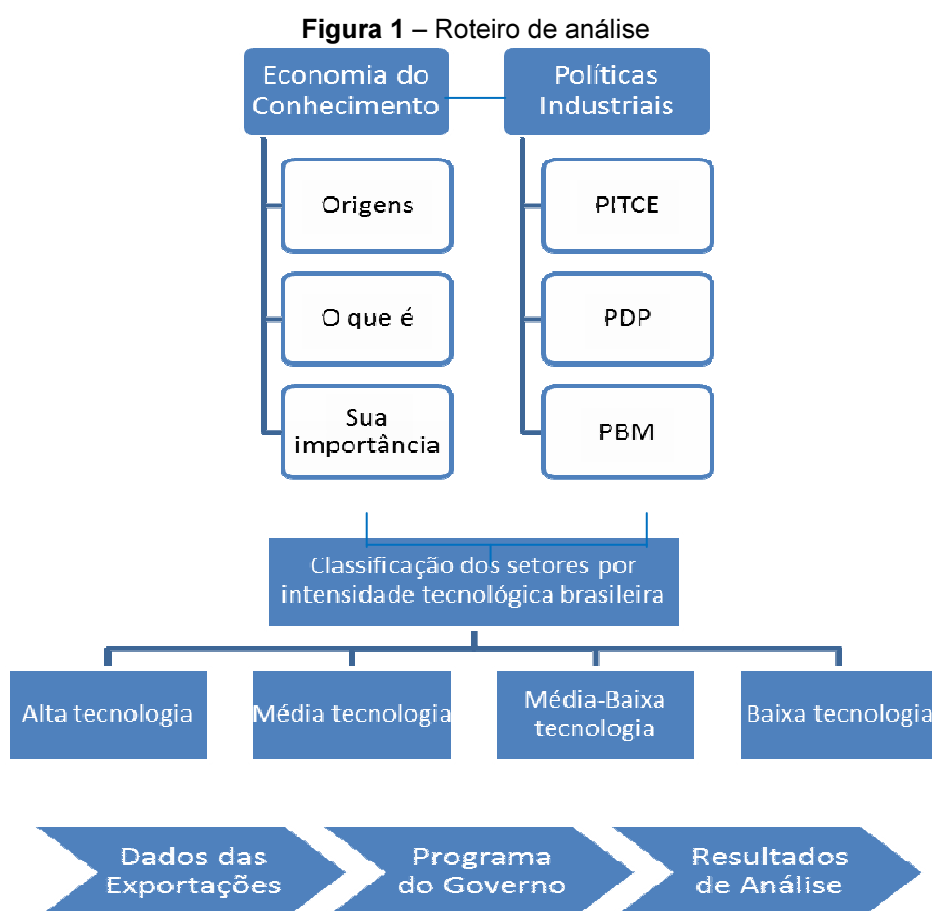 Figura 1 – Roteiro de análise
Economia do
Conhecimento
Políticas
Industriais
Origens
PITCE
O que é
PDP
Sua
importância
PBM
Classificação dos setores por
intensidade tecnológica brasileira
Alta tecnologia
Média tecnologia
Média-Baixa
tecnologia
Baixa tecnologia
Dados das
Exportações
Programa
do Governo
Resultados
de Análise